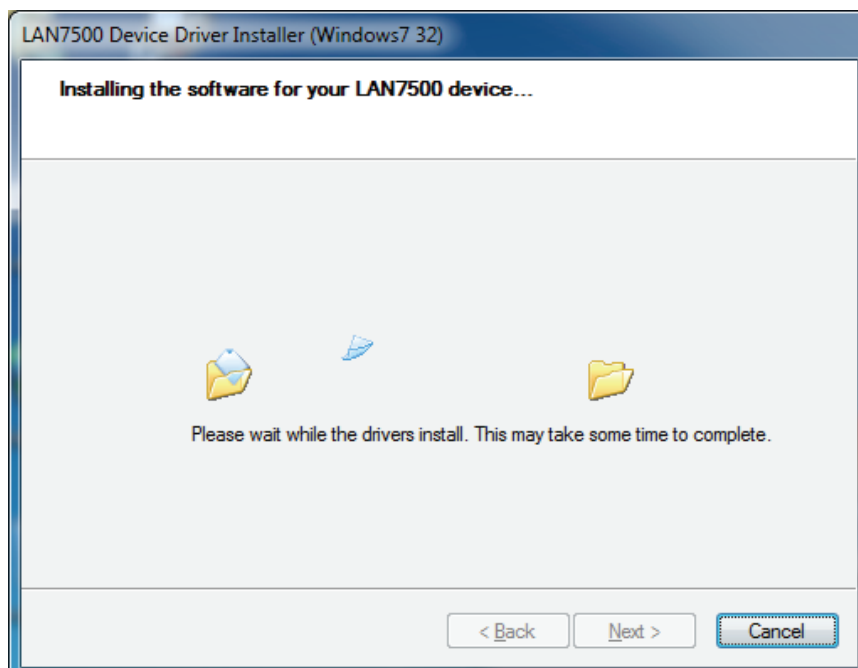 LAN7500 Device Driver Installer (Windows7 32)
Installing the software for your LAN7500 device...
Please wait while the drivers install. This may take some time to complete.
< Back
Next >
Cancel